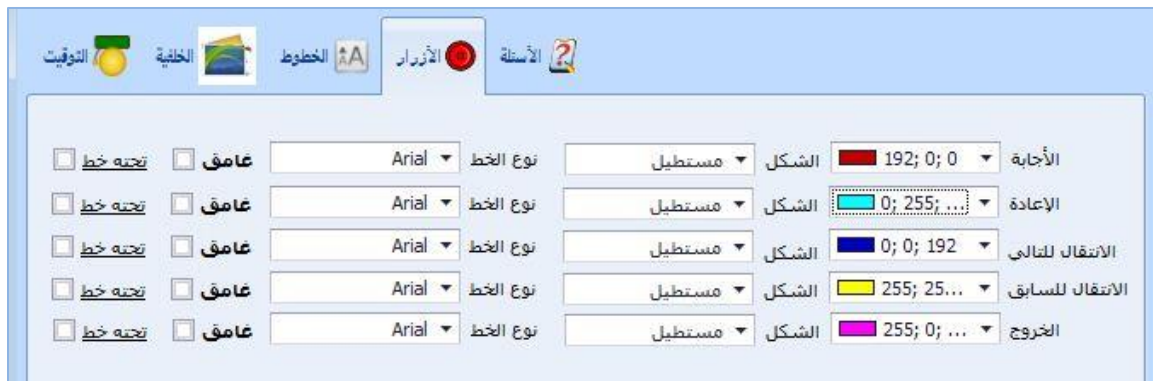 الأسئلة الأزرار الخطوط الخلفية التوقيت
الأجابة 192; 0; 0 الشكل مستطيل نوع الخط Arial غامق تحته خط
الإعادة 0; 255; ... الشكل مستطيل نوع الخط Arial غامق تحته خط
الانتقال للتالي 0; 0; 192 الشكل مستطيل نوع الخط Arial غامق تحته خط
الانتقال للسابق 255; 25... الشكل مستطيل نوع الخط Arial غامق تحته خط
الخروج 255; 0; ... الشكل مستطيل نوع الخط Arial غامق تحته خط